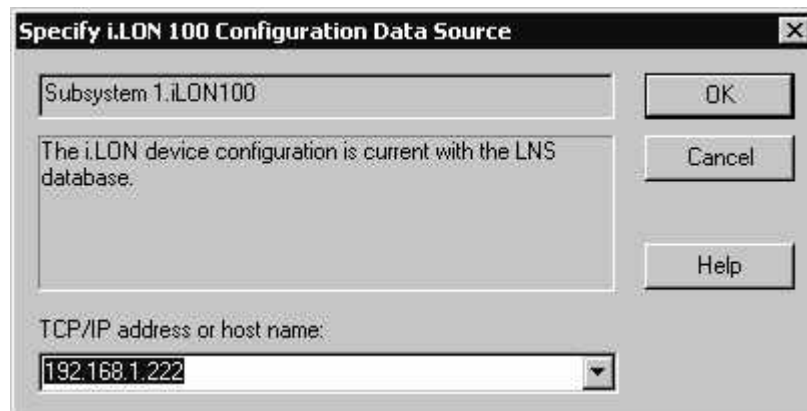 Specify i.LON 100 Configuration Data Source
Subsystem 1.iLON100
OK
The i.LON device configuration is current with the LNS
database.
Cancel
Help
TCP/IP address or host name:
192.168.1.222